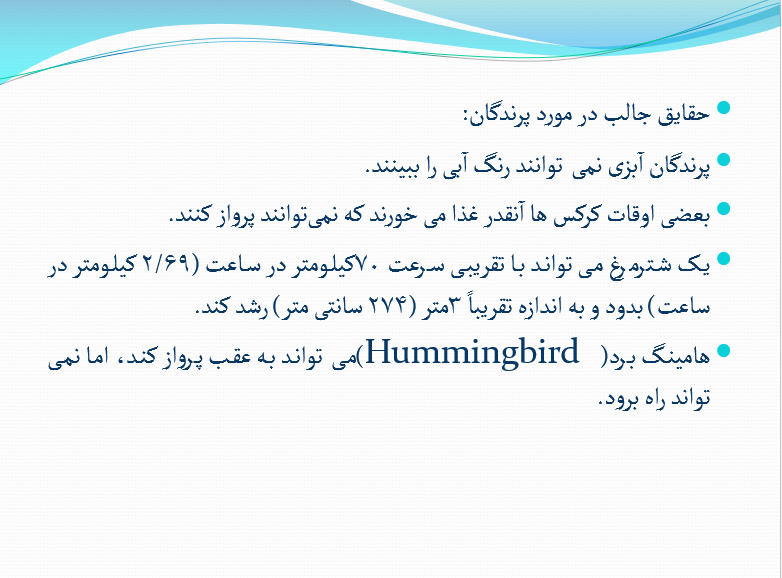 حقایق جالب در مورد پرندگان:
پرندگان آبزی نمی توانند رنگ آبی را ببینند.
بعضی اوقات کرکس ها آنقدر غذا می خورند که نمی‌توانند پرواز کنند.
یک شترمرغ می تواند با تقریبی سرعت ۷۰کیلومتر در ساعت (۲/۶۹ کیلومتر در
ساعت) بدود و به اندازه تقریباً ۳متر (۲۷۴ سانتی متر) رشد کند.
هامینگ برد( Hummingbird)می تواند به عقب پرواز کند، اما نمی
تواند راه برود.